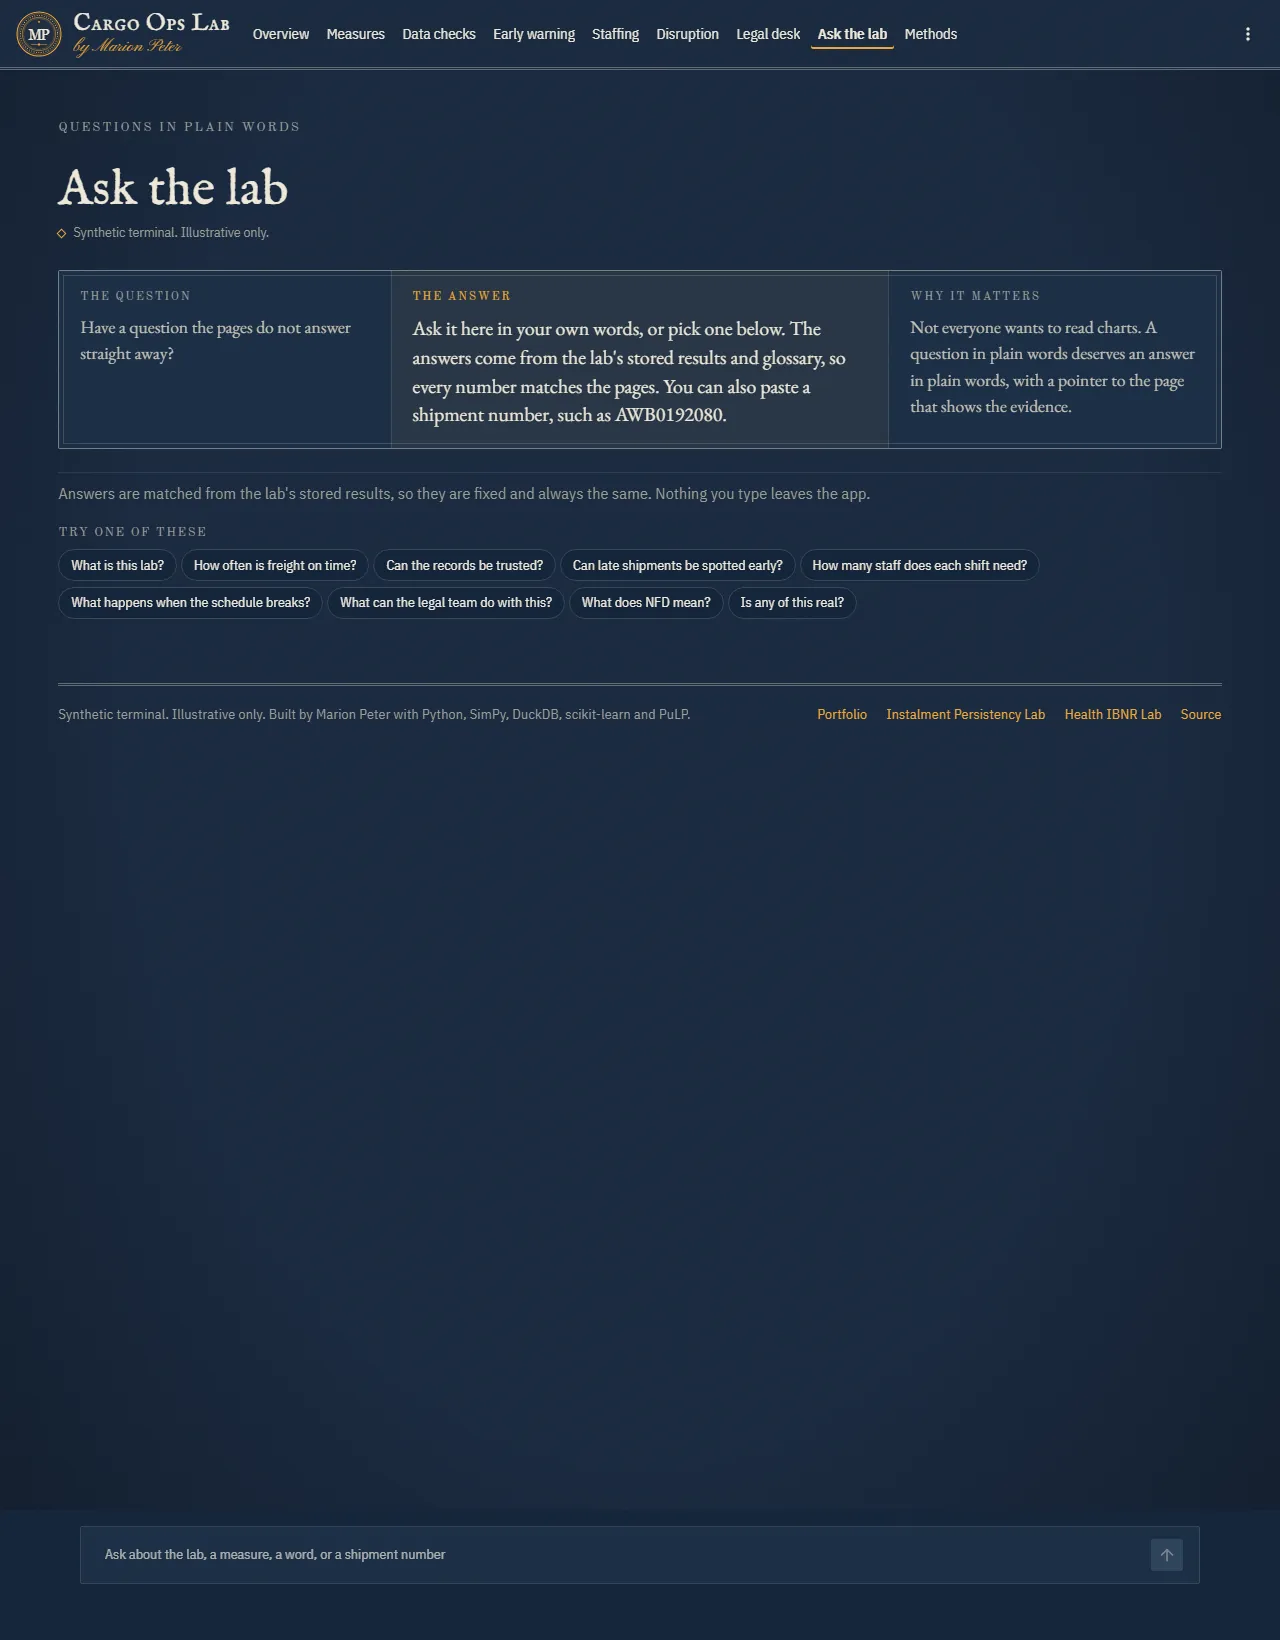 MP
Cargo Ops Lab
by Marion Peter
Overview Measures Data checks Early warning Staffing Disruption Legal desk Ask the lab Methods
QUESTIONS IN PLAIN WORDS
Ask the lab
Synthetic terminal. Illustrative only.
THE QUESTION
Have a question the pages do not answer
straight away?
THE ANSWER
Ask it here in your own words, or pick one below. The
answers come from the lab's stored results and glossary, so
every number matches the pages. You can also paste a
shipment number, such as AWB0192080.
WHY IT MATTERS
Not everyone wants to read charts. A
question in plain words deserves an answer
in plain words, with a pointer to the page
that shows the evidence.
Answers are matched from the lab's stored results, so they are fixed and always the same. Nothing you type leaves the app.
TRY ONE OF THESE
What is this lab? How often is freight on time? Can the records be trusted? Can late shipments be spotted early? How many staff does each shift need?
What happens when the schedule breaks? What can the legal team do with this? What does NFD mean? Is any of this real?
Synthetic terminal. Illustrative only. Built by Marion Peter with Python, SimPy, DuckDB, scikit-learn and PuLP. Portfolio Instalment Persistency Lab Health IBNR Lab Source
Ask about the lab, a measure, a word, or a shipment number